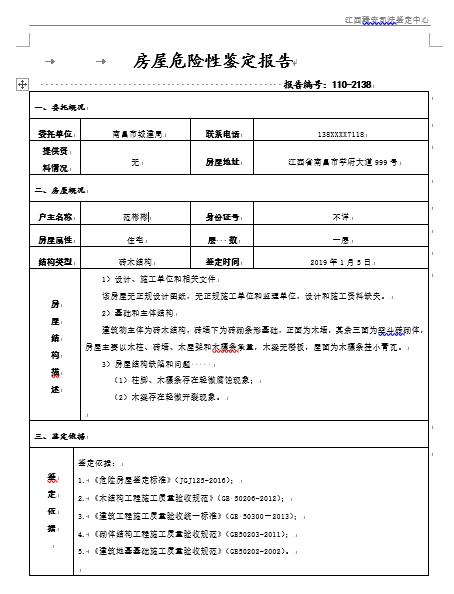 江西赣安司法鉴定中心
房屋危险性鉴定报告
报告编号：110-2138
一、委托概况：
委托单位： 南昌市城建局 联系电话： 138XXXX7118
提供资料情况： 无 房屋地址： 江西省南昌市学府大道999号
二、房屋概况：
户主名称： 范彬彬 身份证号： 不详
房屋属性： 住宅 层 数： 一层
结构类型： 砖木结构 鉴定时间： 2019年1月5日
房屋结构描述
1）设计、施工单位和相关文件
该房屋无正规设计图纸，无正规施工单位和监理单位，设计和施工资料缺失。
2）基础和主体结构：
建筑物主体为砖木结构，砖墙下为砖砌条形基础，正面为木墙，其余三面为空斗砖砌体，
房屋主要以木柱、砖墙、木屋架和木檩条承重，木梁无楼板，屋面为木檩条挂小青瓦。
3）房屋结构缺陷和问题
（1）柱脚、木檩条存在轻微腐蚀现象；
（2）木梁存在轻微开裂现象。
三、鉴定依据：
鉴定依据
鉴定依据：
1.《危险房屋鉴定标准》（JGJ125-2016）；
2.《木结构工程施工质量验收规范》（GB 50206-2012）；
3.《建筑工程施工质量验收统一标准》（GB 50300—2013）；
4.《砌体结构工程施工质量验收规范》（GB50203-2011）；
5.《建筑地基基础施工质量验收规范》（GB50202-2002）。